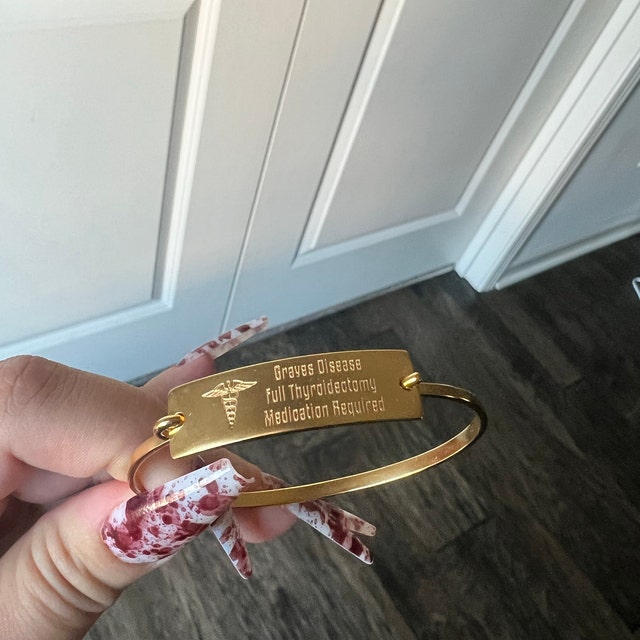 Graves Disease
Full Thyroidectomy
Medication Required